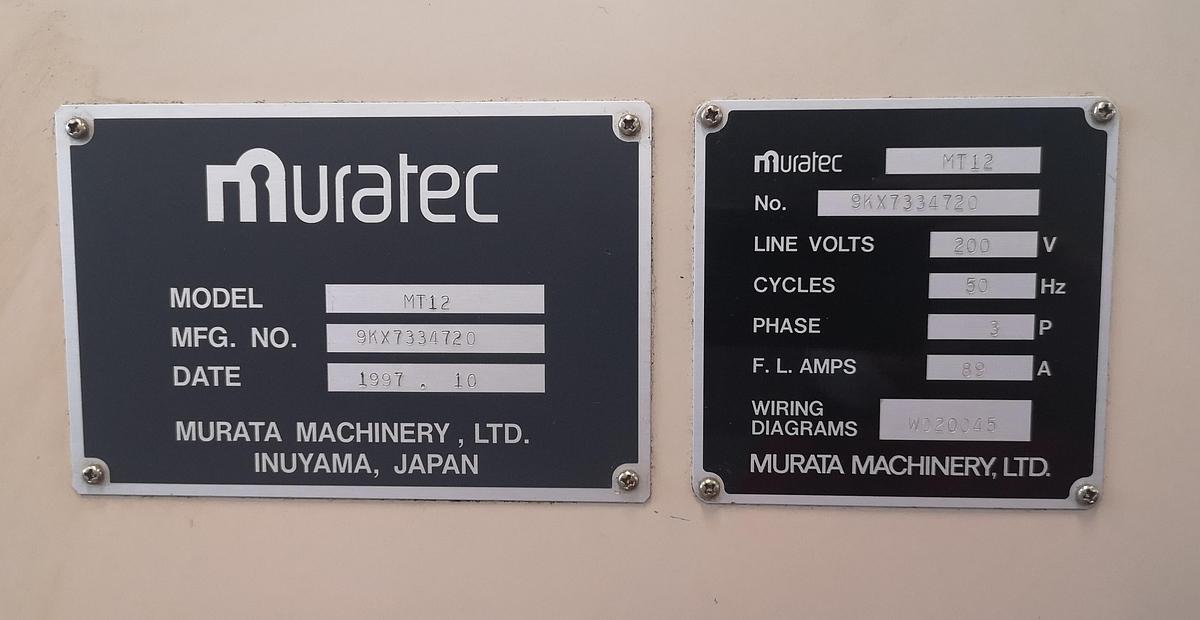 muratec
MODEL MT12
MFG. NO. 9KX7334720
DATE 1997 . 10
MURATA MACHINERY , LTD.
INUYAMA, JAPAN
muratec MT12
No. 9KX7334720
LINE VOLTS 200 V
CYCLES 50 Hz
PHASE 3 P
F. L. AMPS 89 A
WIRING
DIAGRAMS W020045
MURATA MACHINERY, LTD.